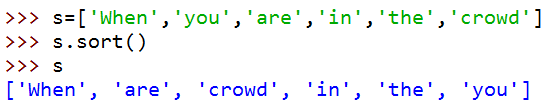 >>> s=['When','you','are','in','the','crowd']
>>> s.sort()
>>> s
['When', 'are', 'crowd', 'in', 'the', 'you']